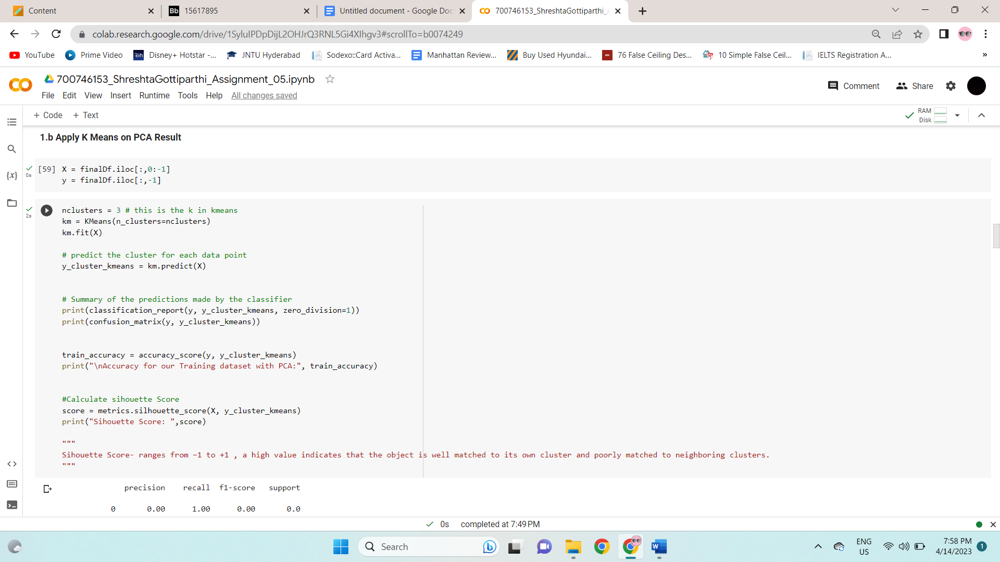 Content
Bb 15617895
Untitled document - Google Doc
700746153_ShreshtaGottiparthi_A
colab.research.google.com/drive/1SyluIPDpDijL2OHJrQ3RNL5Gi4XIhgv3#scrollTo=b0074249
YouTube Prime Video Disney+ Hotstar -... JNTU Hyderabad Sodexo::Card Activa... Manhattan Review... Buy Used Hyundai... 76 False Ceiling Des... 10 Simple False Ceil... IELTS Registration A... »
700746153_ShreshtaGottiparthi_Assignment_05.ipynb
Comment Share
File Edit View Insert Runtime Tools Help All changes saved
+ Code + Text
RAM
Disk
1.b Apply K Means on PCA Result
{x}
0s
[59] X = finalDf.iloc[:,0:-1]
y = finalDf.iloc[:,-1]
2s
nclusters = 3 # this is the k in kmeans
km = KMeans(n_clusters=nclusters)
km.fit(X)
# predict the cluster for each data point
y_cluster_kmeans = km.predict(X)
# Summary of the predictions made by the classifier
print(classification_report(y, y_cluster_kmeans, zero_division=1))
print(confusion_matrix(y, y_cluster_kmeans))
train_accuracy = accuracy_score(y, y_cluster_kmeans)
print("\nAccuracy for our Training dataset with PCA:", train_accuracy)
#Calculate sihouette Score
score = metrics.silhouette_score(X, y_cluster_kmeans)
print("Sihouette Score: ",score)
"""
Sihouette Score- ranges from −1 to +1 , a high value indicates that the object is well matched to its own cluster and poorly matched to neighboring clusters.
"""
precision recall f1-score support
0 0.00 1.00 0.00 0.0
0s completed at 7:49 PM
Search
W
ENG
US
7:58 PM
4/14/2023
1